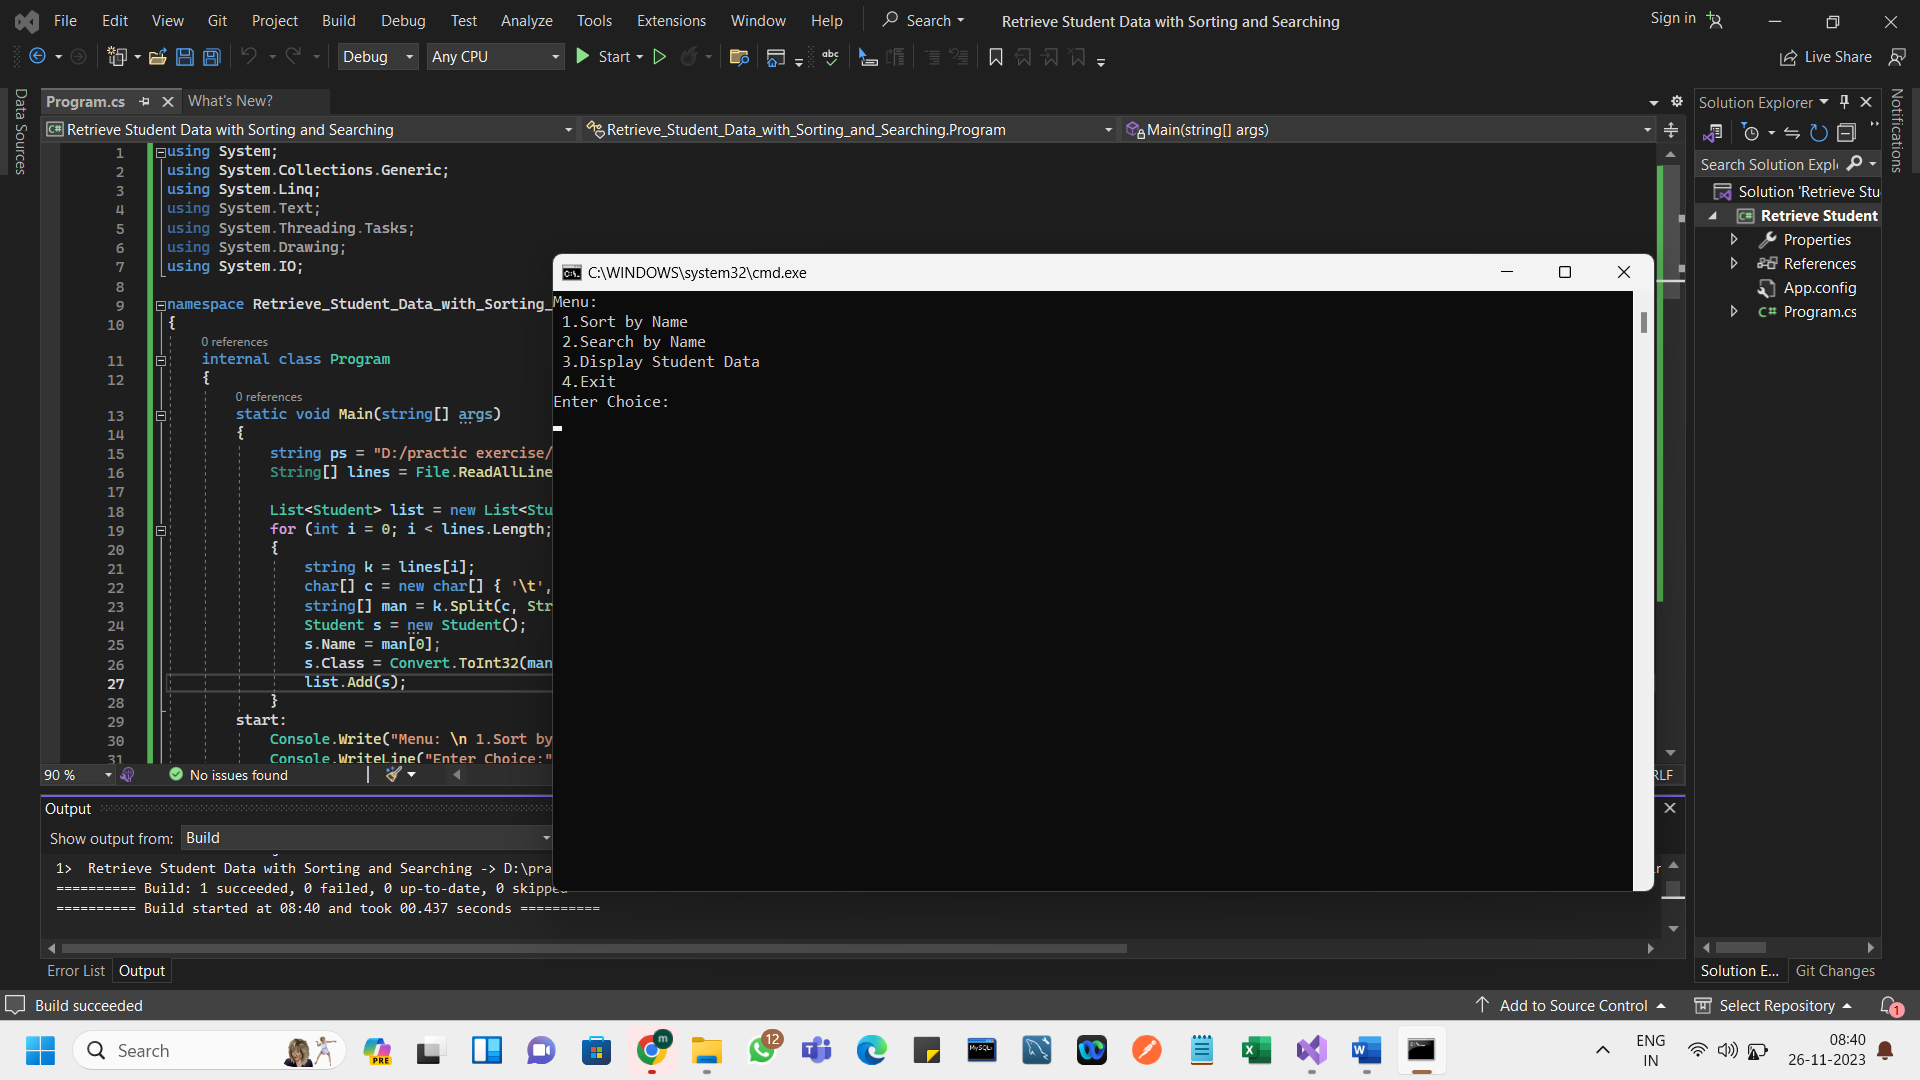 File Edit View Git Project Build Debug Test Analyze Tools Extensions Window Help Search Retrieve Student Data with Sorting and Searching Sign in
Debug Any CPU Start abc Live Share
Data Sources
Program.cs What's New?
C# Retrieve Student Data with Sorting and Searching Retrieve_Student_Data_with_Sorting_and_Searching.Program Main(string[] args)
1 using System;
2 using System.Collections.Generic;
3 using System.Linq;
4 using System.Text;
5 using System.Threading.Tasks;
6 using System.Drawing;
7 using System.IO;
8
9 namespace Retrieve_Student_Data_with_Sorting_
10 {
0 references
11 internal class Program
12 {
0 references
13 static void Main(string[] args)
14 {
15 string ps = "D:/practic exercise/
16 String[] lines = File.ReadAllLine
17
18 List<Student> list = new List<Stu
19 for (int i = 0; i < lines.Length;
20 {
21 string k = lines[i];
22 char[] c = new char[] { '\t',
23 string[] man = k.Split(c, Str
24 Student s = new Student();
25 s.Name = man[0];
26 s.Class = Convert.ToInt32(man
27 list.Add(s);
28 }
29 start:
30 Console.Write("Menu: \n 1.Sort by
31 Console.WriteLine("Enter Choice:"
90 % No issues found RLF
C:\WINDOWS\system32\cmd.exe
Menu:
1.Sort by Name
2.Search by Name
3.Display Student Data
4.Exit
Enter Choice:
Solution Explorer
Search Solution Expl
Solution 'Retrieve Stu
C# Retrieve Student
Properties
References
App.config
C# Program.cs
Notifications
Output
Show output from: Build
1> Retrieve Student Data with Sorting and Searching -> D:\pra
========== Build: 1 succeeded, 0 failed, 0 up-to-date, 0 skipped
========== Build started at 08:40 and took 00.437 seconds ==========
Error List Output Solution E... Git Changes
Build succeeded Add to Source Control Select Repository 1
Search PRE m 12 MySQL ENG 08:40
IN 26-11-2023